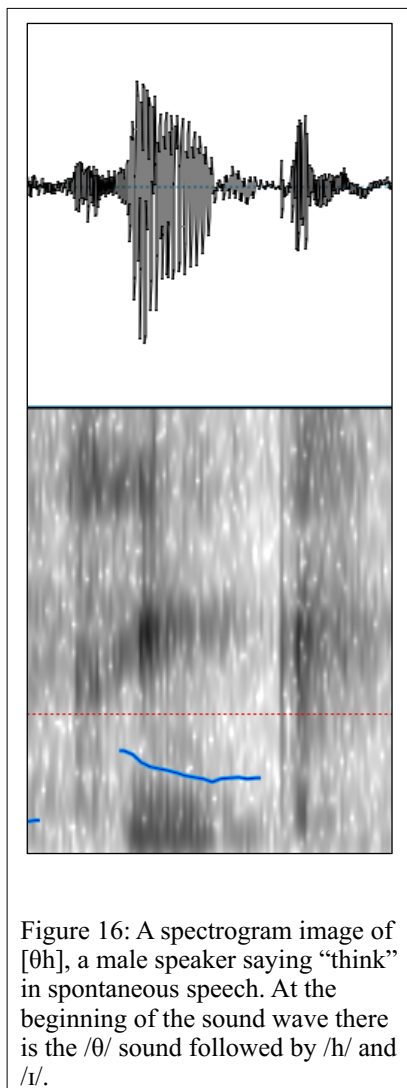 Figure 16: A spectrogram image of
[θh], a male speaker saying “think”
in spontaneous speech. At the
beginning of the sound wave there
is the /θ/ sound followed by /h/ and
/ɪ/.